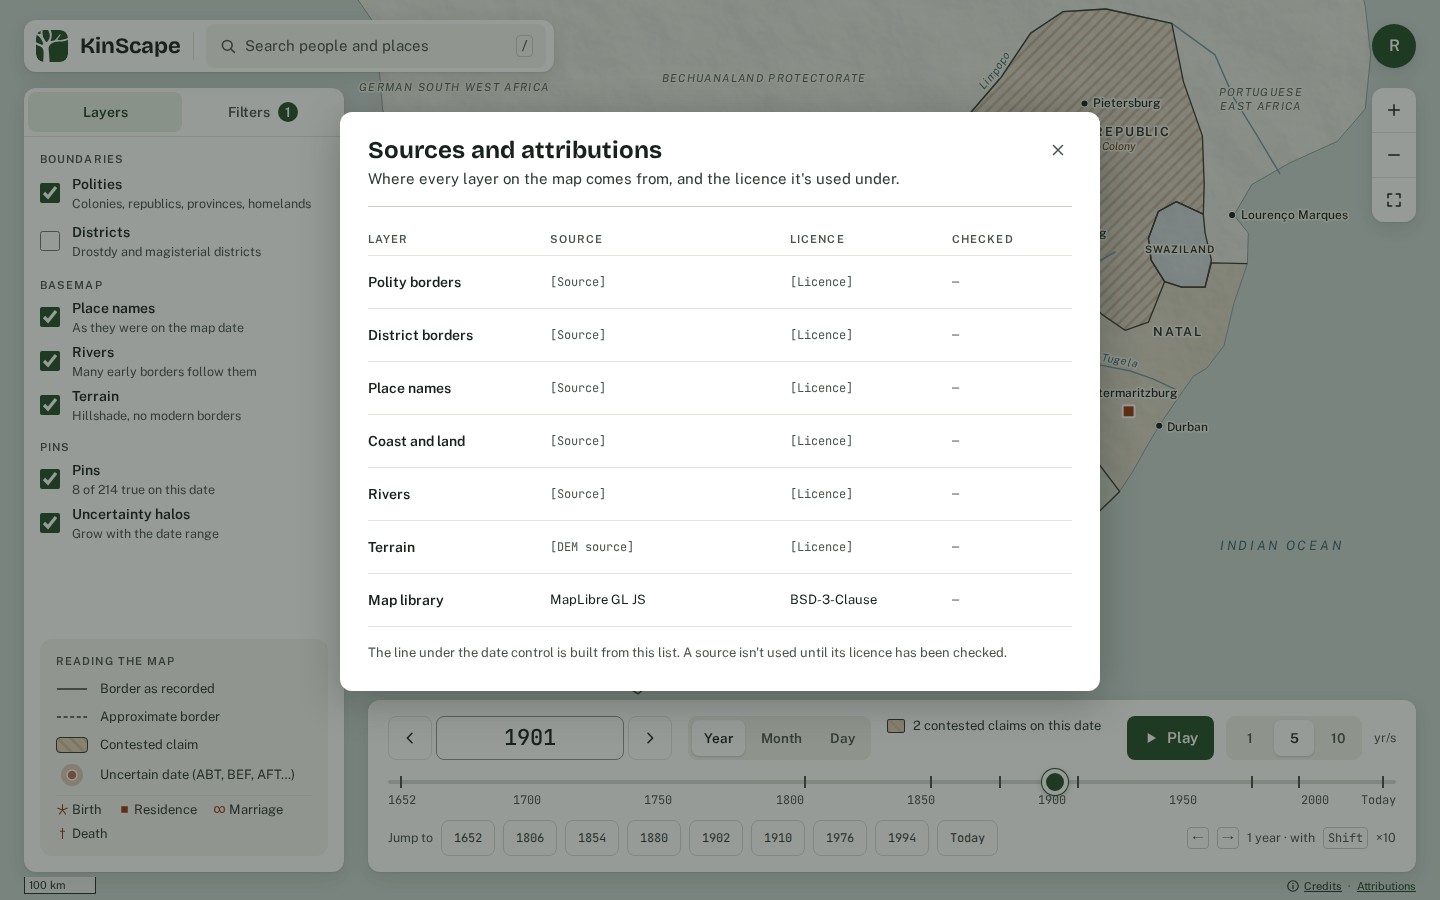 KinScape
Search people and places
/
R
GERMAN SOUTH WEST AFRICA
BECHUANALAND PROTECTORATE
Limpopo
Pietersburg
REPUBLIC
Colony
PORTUGUESE
EAST AFRICA
Lourenço Marques
SWAZILAND
NATAL
Tugela
termaritzburg
Durban
INDIAN OCEAN
Layers
Filters 1
BOUNDARIES
Polities
Colonies, republics, provinces, homelands
Districts
Drostdy and magisterial districts
BASEMAP
Place names
As they were on the map date
Rivers
Many early borders follow them
Terrain
Hillshade, no modern borders
PINS
Pins
8 of 214 true on this date
Uncertainty halos
Grow with the date range
READING THE MAP
Border as recorded
Approximate border
Contested claim
Uncertain date (ABT, BEF, AFT…)
Birth Residence Marriage
Death
100 km
Sources and attributions
Where every layer on the map comes from, and the licence it's used under.
LAYER SOURCE LICENCE CHECKED
Polity borders [Source] [Licence] —
District borders [Source] [Licence] —
Place names [Source] [Licence] —
Coast and land [Source] [Licence] —
Rivers [Source] [Licence] —
Terrain [DEM source] [Licence] —
Map library MapLibre GL JS BSD-3-Clause —
The line under the date control is built from this list. A source isn't used until its licence has been checked.
1901
Year Month Day
2 contested claims on this date
Play
1 5 10 yr/s
1652 1700 1750 1800 1850 1900 1950 2000 Today
Jump to 1652 1806 1854 1880 1902 1910 1976 1994 Today
← → 1 year · with Shift ×10
Credits · Attributions